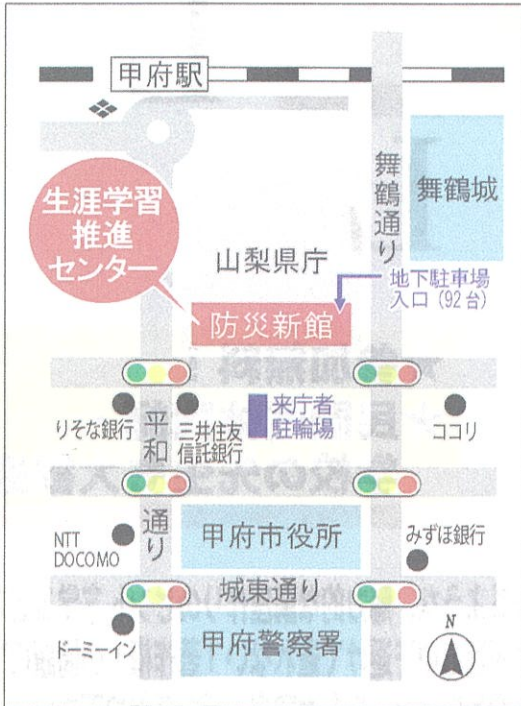 甲府駅
舞鶴通り
舞鶴城
生涯学習
推進
センター
山梨県庁
地下駐車場
入口（92台）
防災新館
りそな銀行
平和通り
三井住友
信託銀行
来庁者
駐輪場
ココリ
NTT
DOCOMO
甲府市役所
みずほ銀行
城東通り
ドーミーイン
甲府警察署
N